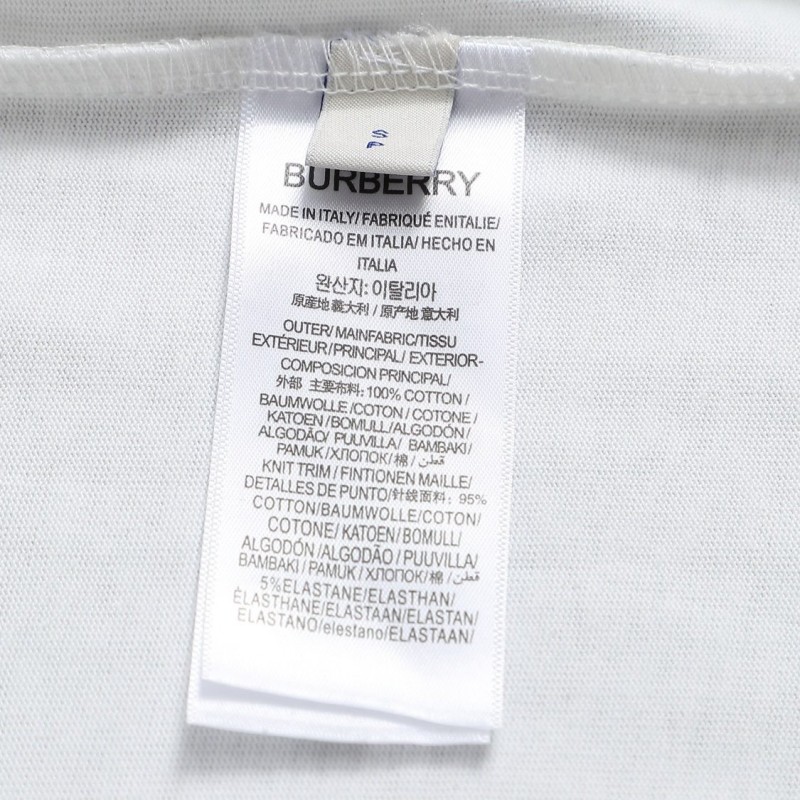 SP
BURBERRY
MADE IN ITALY/ FABRIQUÉ ENITALIE/
FABRICADO EM ITALIA/ HECHO EN
ITALIA
완산지: 이탈리아
原産地 義大利 / 原产地 意大利
OUTER/ MAINFABRIC/TISSU
EXTÉRIEUR/PRINCIPAL/ EXTERIOR-
COMPOSICION PRINCIPAL/
外部 主要布料: 100% COTTON /
BAUMWOLLE /COTON / COTONE /
KATOEN /BOMULL/ALGODÓN /
ALGODÃO/ PUUVILLA/ BAMBAKI/
PAMUK /ХЛОПОК/ 棉 / قطن/
KNIT TRIM / FINTIONEN MAILLE/
DETALLES DE PUNTO/针线面料: 95%
COTTON/BAUMWOLLE/COTON/
COTONE/ KATOEN/BOMULL/
ALGODÓN /ALGODÃO / PUUVILLA/
BAMBAKI / PAMUK / ХЛОПОК/ 棉 /قطن/
5%ELASTANE/ELASTHAN/
ÉLASTHANE/ELASTAAN/ELASTAN/
ELASTANO/elestano/ELASTAAN/